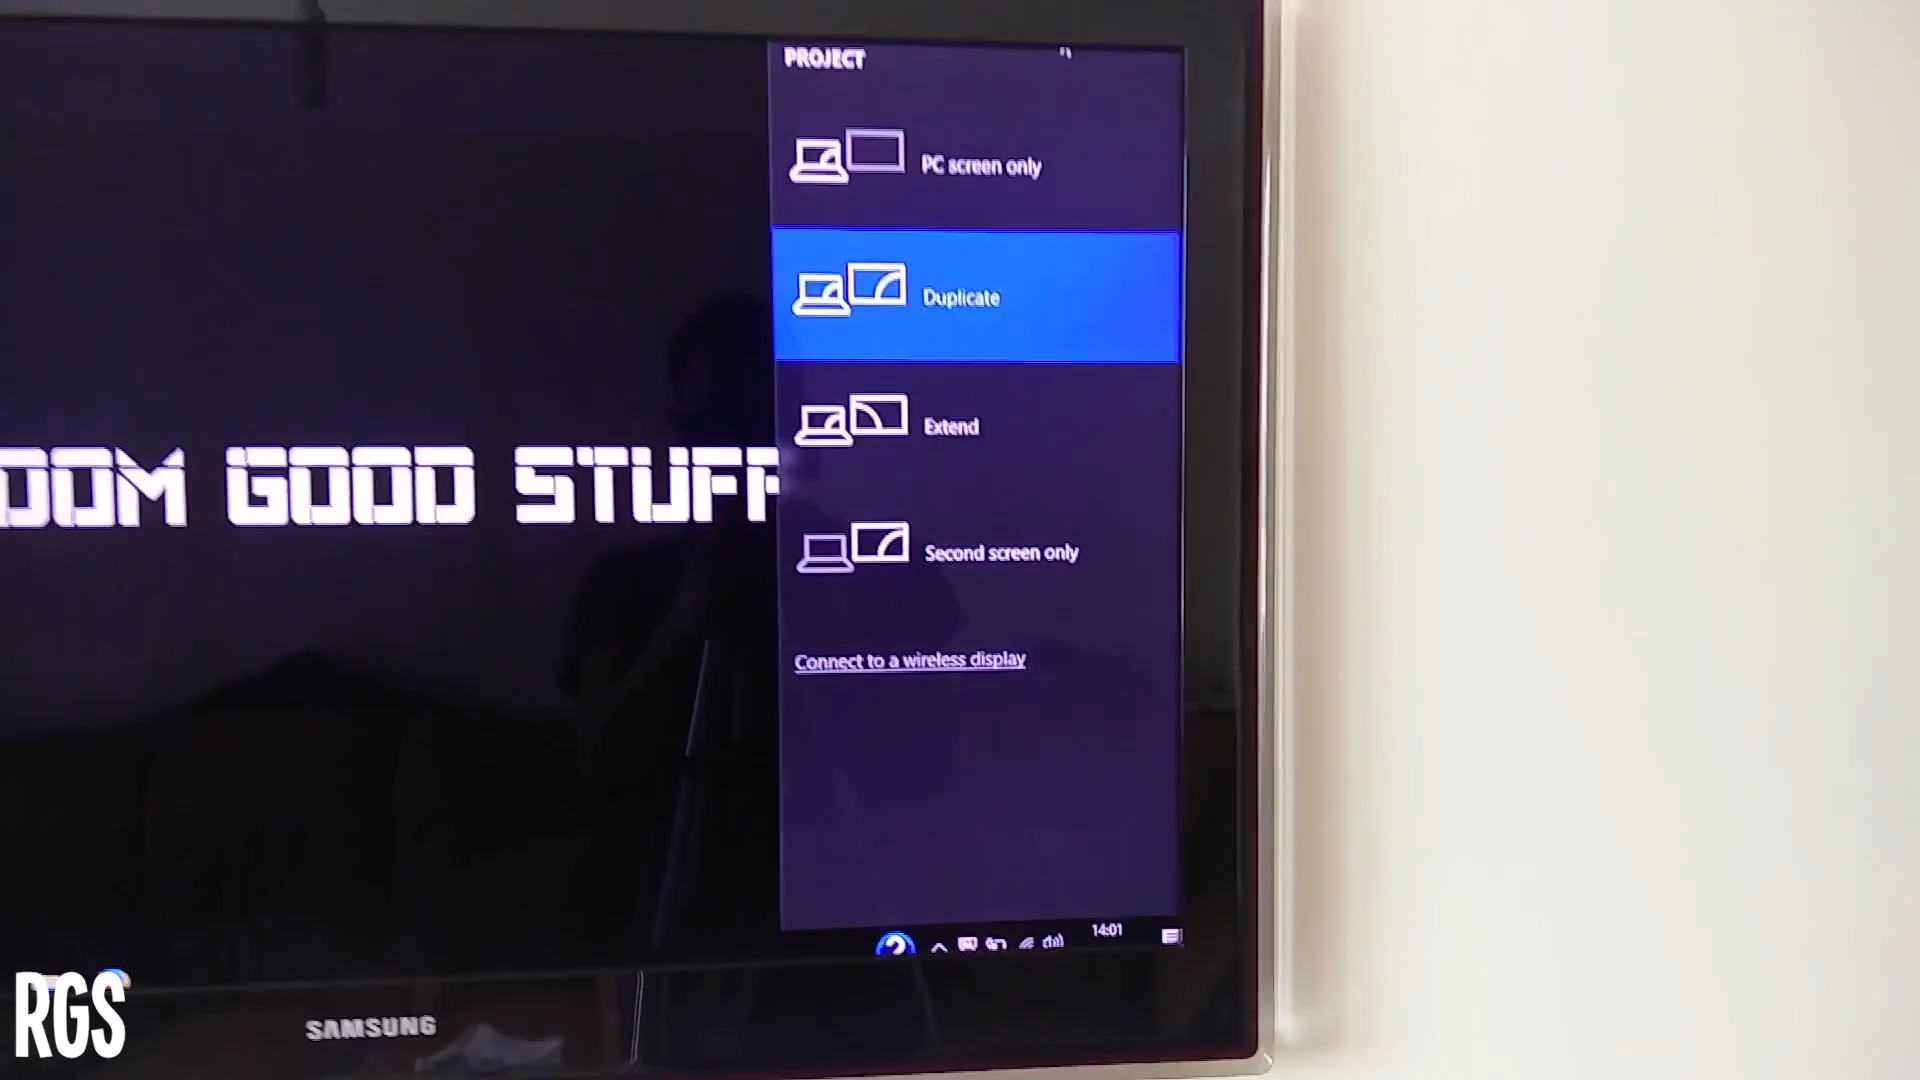 PROJECT
PC screen only
Duplicate
OOM GOOD STUFF
Extend
Second screen only
Connect to a wireless display
14:01
RGS
SAMSUNG